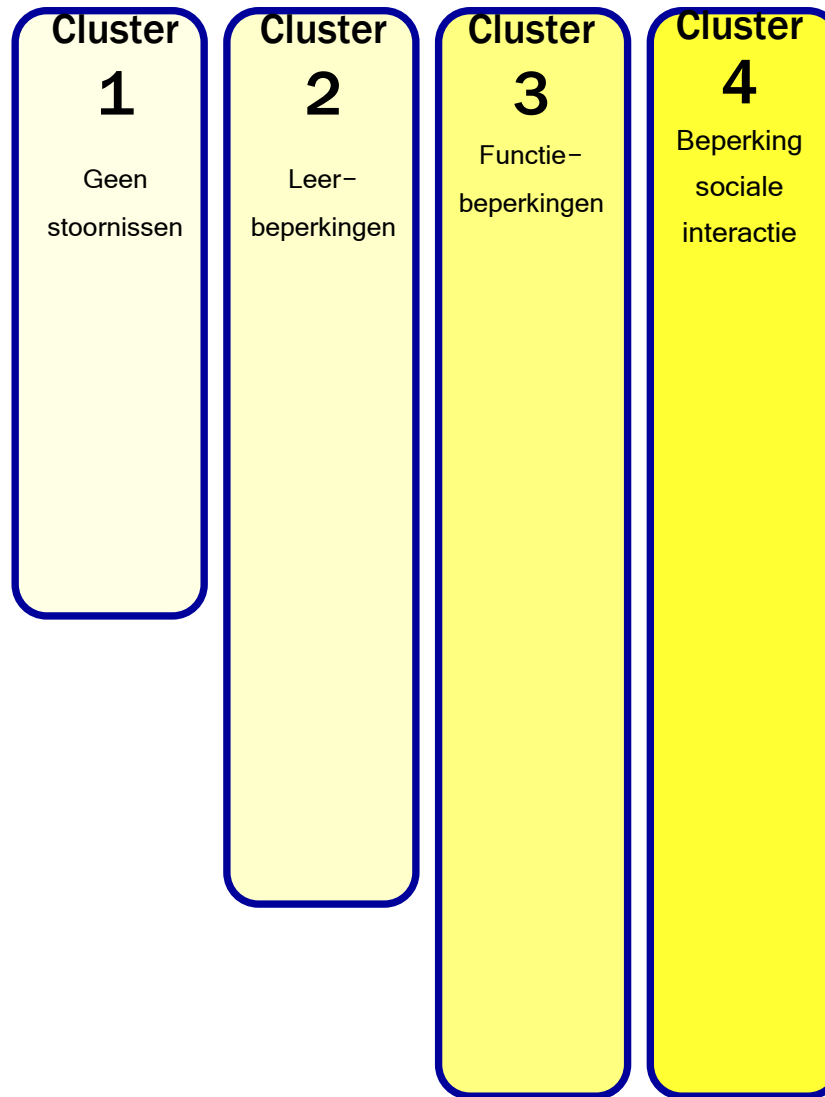 Cluster
1
Geen
stoornissen
Cluster
2
Leer-
beperkingen
Cluster
3
Functie-
beperkingen
Cluster
4
Beperking
sociale
interactie